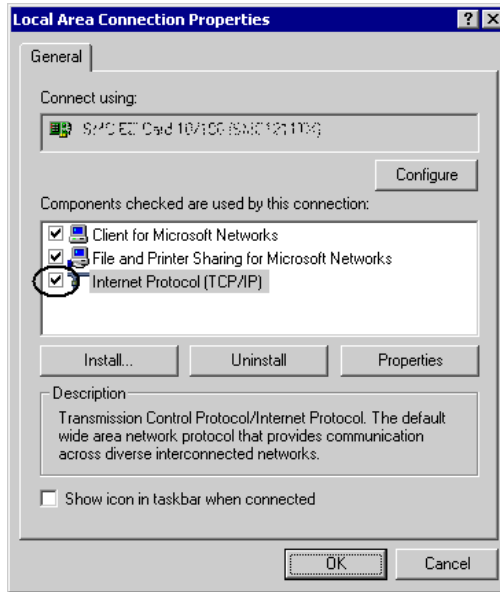 Local Area Connection Properties
General
Connect using:
Card
Configure
Components checked are used by this connection:
Client for Microsoft Networks
File and Printer Sharing for Microsoft Networks
Internet Protocol (TCP/IP)
Install...
Uninstall
Properties
Description
Transmission Control Protocol/Internet Protocol. The default
wide area network protocol that provides communication
across diverse interconnected networks.
Show icon in taskbar when connected
OK
Cancel